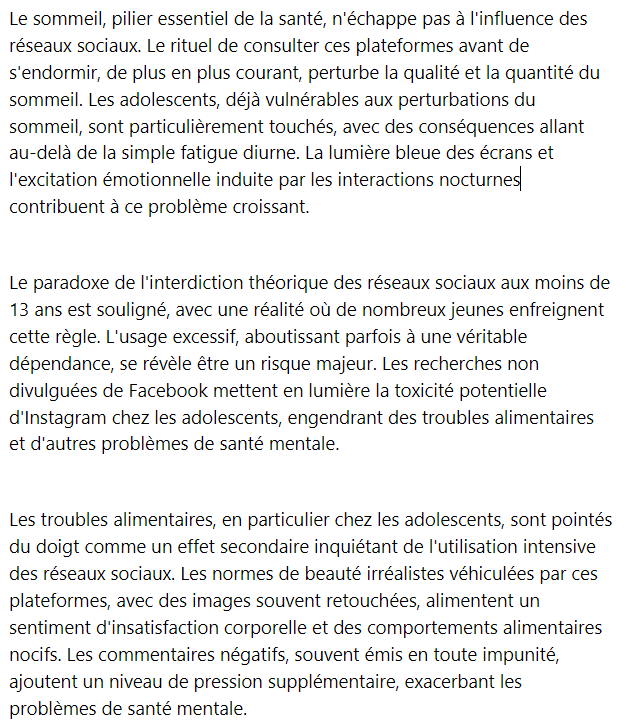 Le sommeil, pilier essentiel de la santé, n'échappe pas à l'influence des
réseaux sociaux. Le rituel de consulter ces plateformes avant de
s'endormir, de plus en plus courant, perturbe la qualité et la quantité du
sommeil. Les adolescents, déjà vulnérables aux perturbations du
sommeil, sont particulièrement touchés, avec des conséquences allant
au-delà de la simple fatigue diurne. La lumière bleue des écrans et
l'excitation émotionnelle induite par les interactions nocturnes
contribuent à ce problème croissant.
Le paradoxe de l'interdiction théorique des réseaux sociaux aux moins de
13 ans est souligné, avec une réalité où de nombreux jeunes enfreignent
cette règle. L'usage excessif, aboutissant parfois à une véritable
dépendance, se révèle être un risque majeur. Les recherches non
divulguées de Facebook mettent en lumière la toxicité potentielle
d'Instagram chez les adolescents, engendrant des troubles alimentaires
et d'autres problèmes de santé mentale.
Les troubles alimentaires, en particulier chez les adolescents, sont pointés
du doigt comme un effet secondaire inquiétant de l'utilisation intensive
des réseaux sociaux. Les normes de beauté irréalistes véhiculées par ces
plateformes, avec des images souvent retouchées, alimentent un
sentiment d'insatisfaction corporelle et des comportements alimentaires
nocifs. Les commentaires négatifs, souvent émis en toute impunité,
ajoutent un niveau de pression supplémentaire, exacerbant les
problèmes de santé mentale.